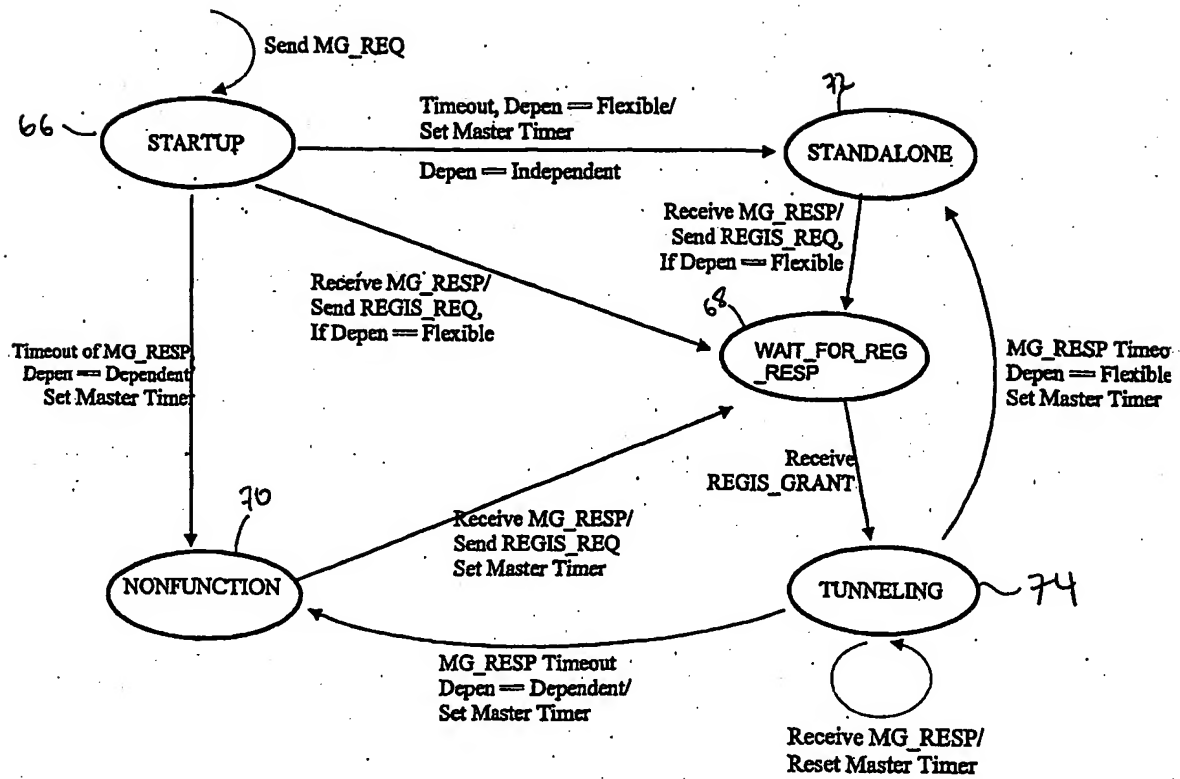 Send MG_REQ
66
STARTUP
Timeout, Depen == Flexible/
Set Master Timer
Depen == Independent
72
STANDALONE
Receive MG_RESP/
Send REGIS_REQ,
If Depen == Flexible
Receive MG_RESP/
Send REGIS_REQ,
If Depen == Flexible
68
WAIT_FOR_REG
_RESP
Timeout of MG_RESP
Depen == Dependent
Set Master Timer
MG_RESP Timeo
Depen == Flexible
Set Master Timer
Receive
REGIS_GRANT
70
NONFUNCTION
Receive MG_RESP/
Send REGIS_REQ
Set Master Timer
TUNNELING
74
MG_RESP Timeout
Depen == Dependent/
Set Master Timer
Receive MG_RESP/
Reset Master Timer